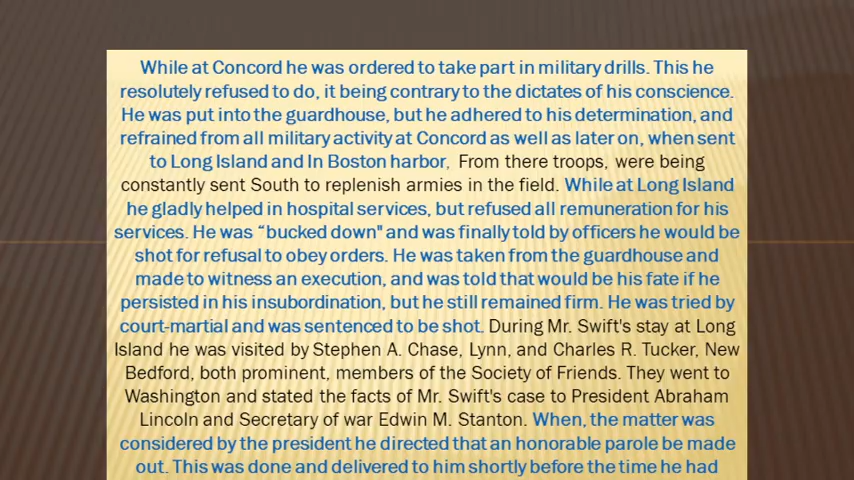 While at Concord he was ordered to take part in military drills. This he
resolutely refused to do, it being contrary to the dictates of his conscience.
He was put into the guardhouse, but he adhered to his determination, and
refrained from all military activity at Concord as well as later on, when sent
to Long Island and In Boston harbor, From there troops, were being
constantly sent South to replenish armies in the field. While at Long Island
he gladly helped in hospital services, but refused all remuneration for his
services. He was “bucked down" and was finally told by officers he would be
shot for refusal to obey orders. He was taken from the guardhouse and
made to witness an execution, and was told that would be his fate if he
persisted in his insubordination, but he still remained firm. He was tried by
court-martial and was sentenced to be shot. During Mr. Swift's stay at Long
Island he was visited by Stephen A. Chase, Lynn, and Charles R. Tucker, New
Bedford, both prominent, members of the Society of Friends. They went to
Washington and stated the facts of Mr. Swift's case to President Abraham
Lincoln and Secretary of war Edwin M. Stanton. When, the matter was
considered by the president he directed that an honorable parole be made
out. This was done and delivered to him shortly before the time he had